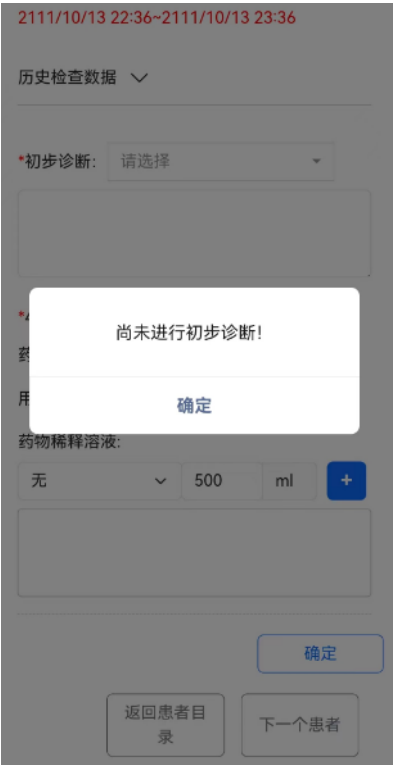 2111/10/13 22:36~2111/10/13 23:36
历史检查数据
*初步诊断: 请选择
*
尚未进行初步诊断!
药
用
确定
药物稀释溶液:
无 500 ml +
确定
返回患者目
录
下一个患者